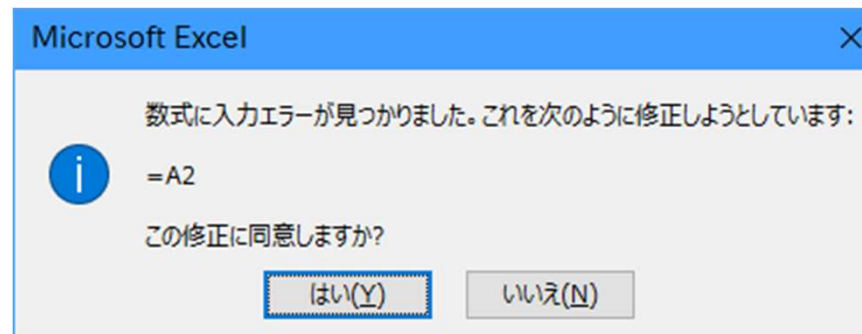 Microsoft Excel
数式に入力エラーが見つかりました。これを次のように修正しようとしています:
=A2
この修正に同意しますか?
はい(Y) いいえ(N)